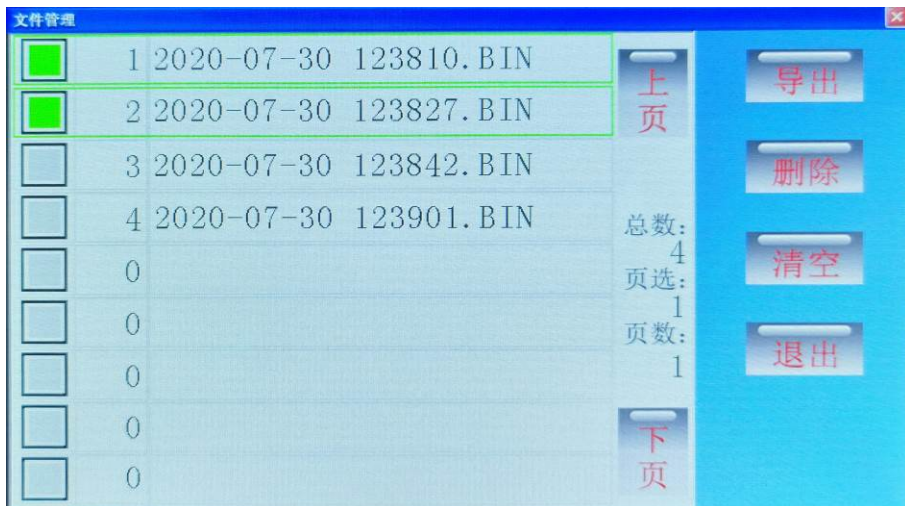 文件管理
1 2020-07-30 123810.BIN
2 2020-07-30 123827.BIN
3 2020-07-30 123842.BIN
4 2020-07-30 123901.BIN
0
0
0
0
0
上页
总数:
4
页选:
1
页数:
1
下页
导出
删除
清空
退出